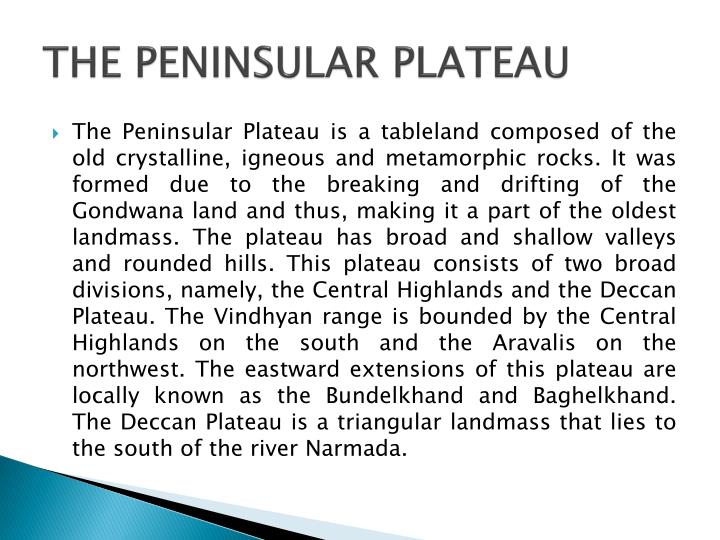 THE PENINSULAR PLATEAU
The Peninsular Plateau is a tableland composed of the
old crystalline, igneous and metamorphic rocks. It was
formed due to the breaking and drifting of the
Gondwana land and thus, making it a part of the oldest
landmass. The plateau has broad and shallow valleys
and rounded hills. This plateau consists of two broad
divisions, namely, the Central Highlands and the Deccan
Plateau. The Vindhyan range is bounded by the Central
Highlands on the south and the Aravalis on the
northwest. The eastward extensions of this plateau are
locally known as the Bundelkhand and Baghelkhand.
The Deccan Plateau is a triangular landmass that lies to
the south of the river Narmada.